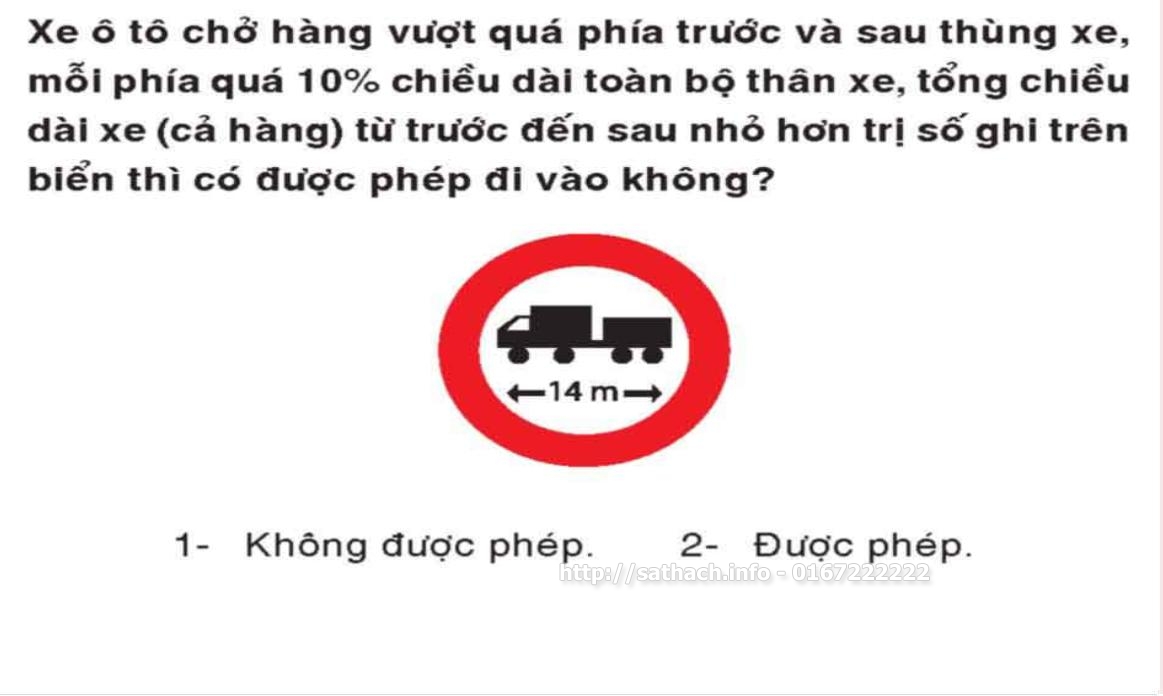 Xe ô tô chở hàng vượt quá phía trước và sau thùng xe,
mỗi phía quá 10% chiều dài toàn bộ thân xe, tổng chiều
dài xe (cả hàng) từ trước đến sau nhỏ hơn trị số ghi trên
biển thì có được phép đi vào không?
14 m
1- Không được phép. 2- Được phép.
http://sathach.info - 0167222222